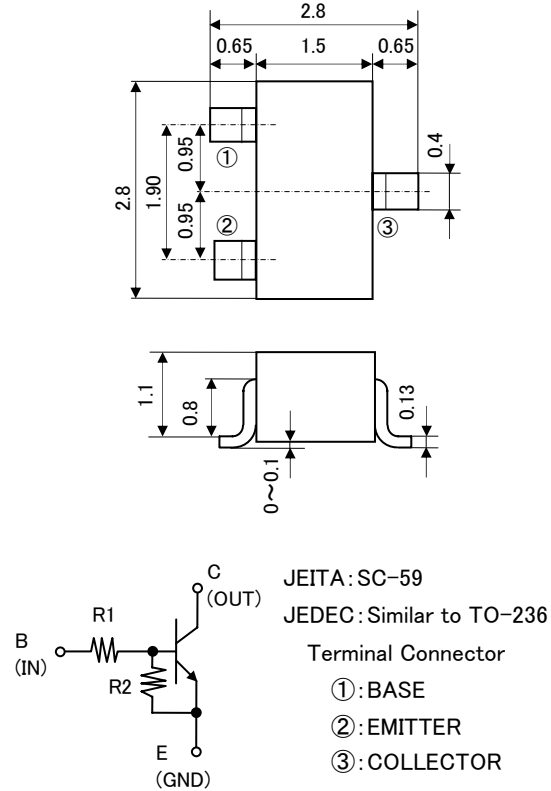 2.8
0.65 1.5 0.65
2.8
1.90
0.95
0.95
①
②
③
0.4
1.1
0.8
0～0.1
0.13
C
(OUT)
R1
B
(IN)
R2
E
(GND)
JEITA:SC-59
JEDEC:Similar to TO-236
Terminal Connector
①:BASE
②:EMITTER
③:COLLECTOR